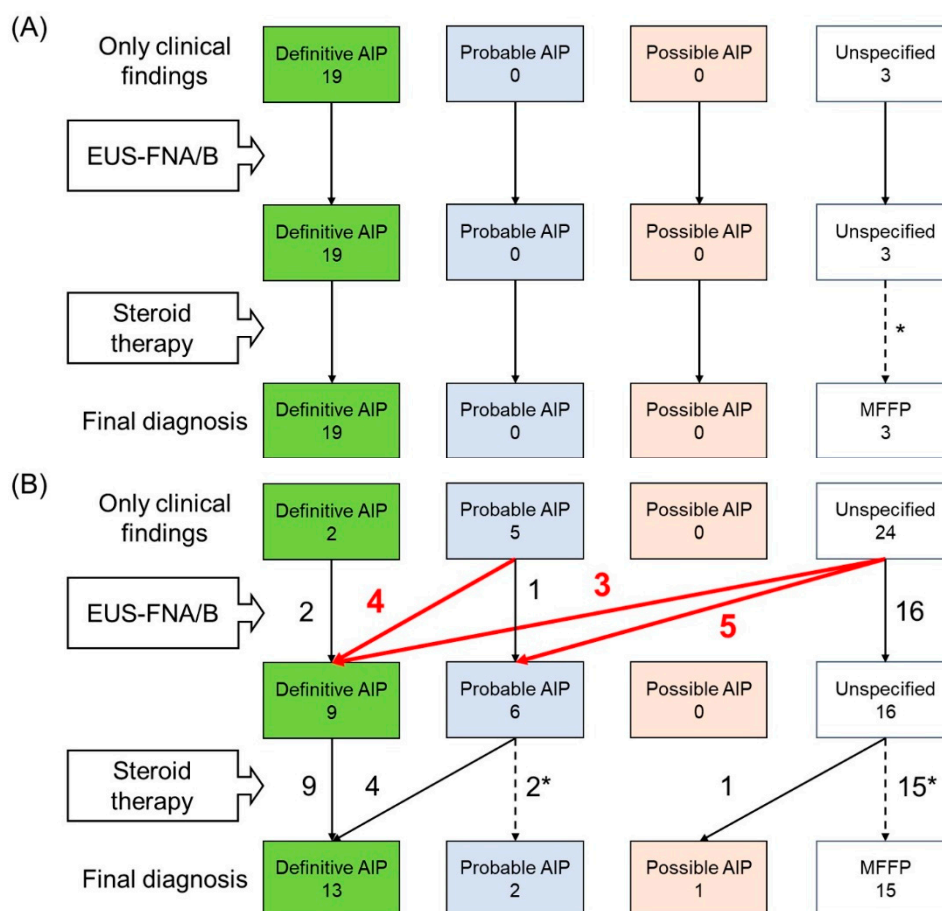 (A)
Only clinical
findings
Definitive AIP
19
Probable AIP
0
Possible AIP
0
Unspecified
3
EUS-FNA/B
Definitive AIP
19
Probable AIP
0
Possible AIP
0
Unspecified
3
Steroid
therapy
*
Final diagnosis
Definitive AIP
19
Probable AIP
0
Possible AIP
0
MFFP
3
(B)
Only clinical
findings
Definitive AIP
2
Probable AIP
5
Possible AIP
0
Unspecified
24
EUS-FNA/B
2
4
1
3
5
16
Definitive AIP
9
Probable AIP
6
Possible AIP
0
Unspecified
16
Steroid
therapy
9
4
2*
1
15*
Final diagnosis
Definitive AIP
13
Probable AIP
2
Possible AIP
1
MFFP
15